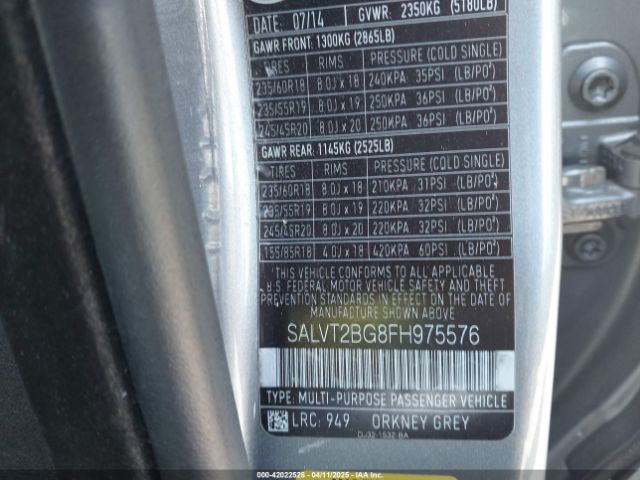 DATE: 07/14 GVWR: 2350KG (5180LB)
GAWR FRONT: 1300KG (2865LB)
TIRES RIMS PRESSURE (COLD SINGLE)
235/60R18 8.0J x 18 240KPA 35PSI (LB/PO²)
235/55R19 8.0J x 19 250KPA 36PSI (LB/PO²)
245/45R20 8.0J x 20 250KPA 36PSI (LB/PO²)
GAWR REAR: 1145KG (2525LB)
TIRES RIMS PRESSURE (COLD SINGLE)
235/60R18 8.0J x 18 210KPA 31PSI (LB/PO²)
235/55R19 8.0J x 19 220KPA 32PSI (LB/PO²)
245/45R20 8.0J x 20 220KPA 32PSI (LB/PO²)
155/85R18 4.0J x 18 420KPA 60PSI (LB/PO²)
THIS VEHICLE CONFORMS TO ALL APPLICABLE
U.S. FEDERAL MOTOR VEHICLE SAFETY AND THEFT
PREVENTION STANDARDS IN EFFECT ON THE DATE OF
MANUFACTURE SHOWN ABOVE
SALVT2BG8FH975576
TYPE: MULTI-PURPOSE PASSENGER VEHICLE
LRC: 949 ORKNEY GREY
DJ32-1532 BA
000-42022528 - 04/11/2025 - IAAI.COM